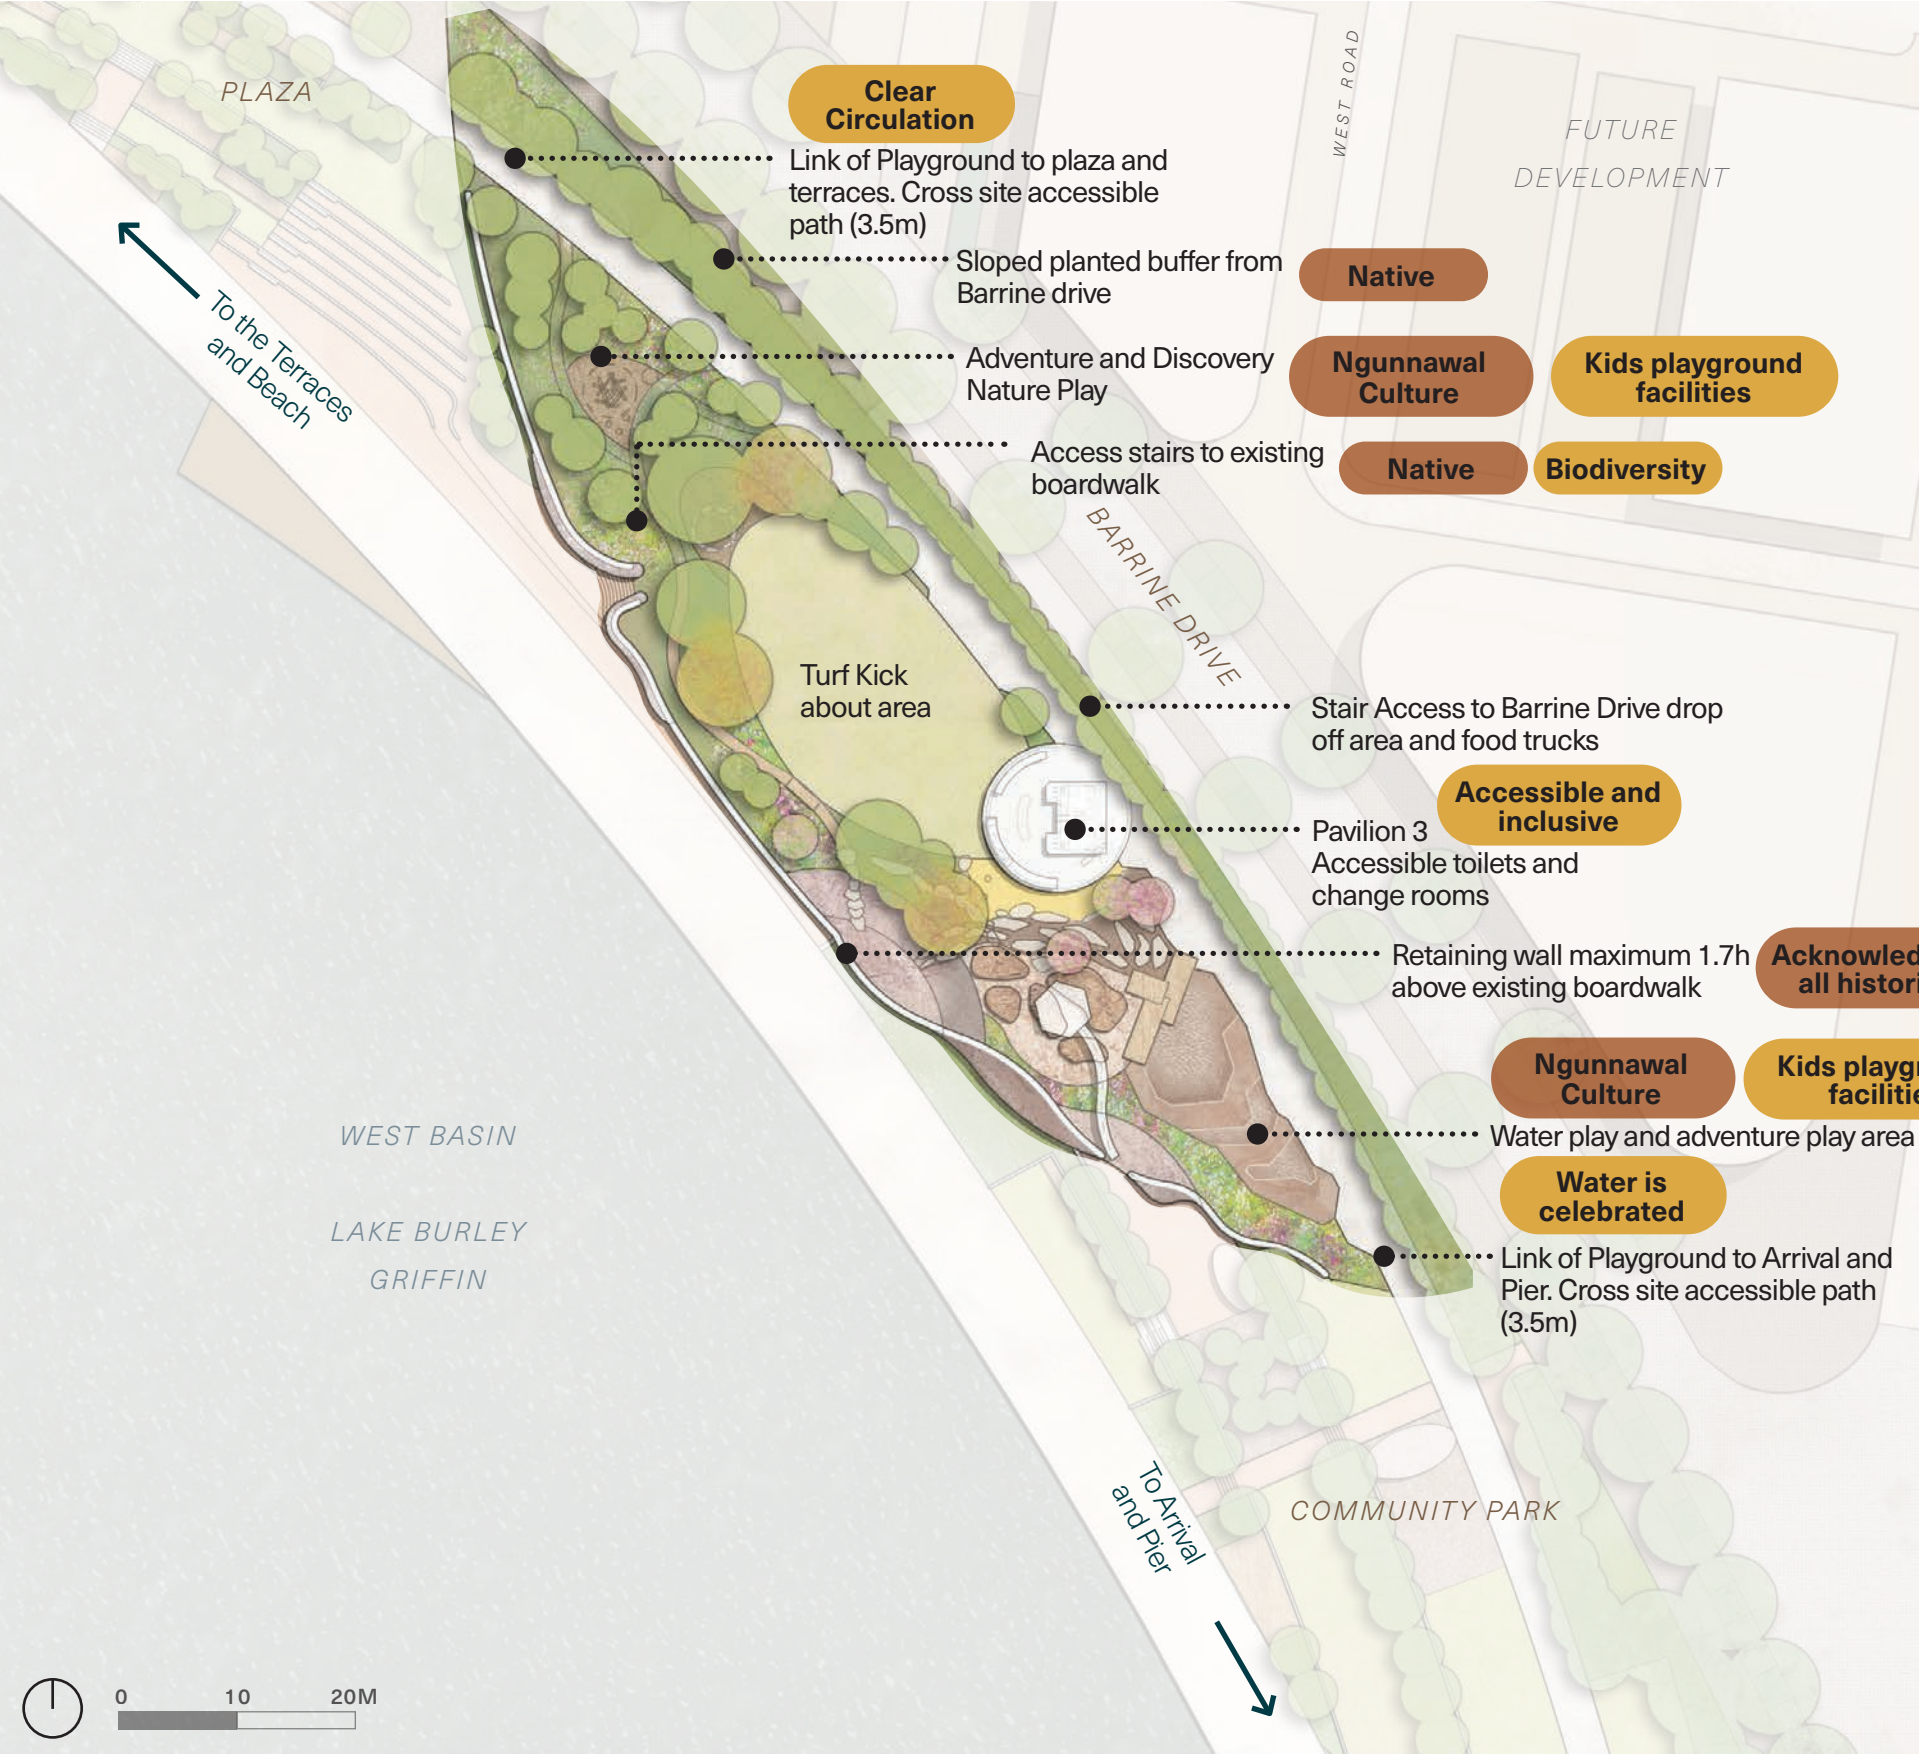 PLAZA
Clear
Circulation
Link of Playground to plaza and
terraces. Cross site accessible
path (3.5m)
WEST ROAD
FUTURE
DEVELOPMENT
Sloped planted buffer from
Barrine drive
Native
To the Terraces
and Beach
Adventure and Discovery
Nature Play
Ngunnawal
Culture
Kids playground
facilities
Access stairs to existing
boardwalk
Native
Biodiversity
BARRINE DRIVE
Turf Kick
about area
Stair Access to Barrine Drive drop
off area and food trucks
Accessible and
inclusive
Pavilion 3
Accessible toilets and
change rooms
Retaining wall maximum 1.7h
above existing boardwalk
Acknowled
all histori
Ngunnawal
Culture
Kids playg
faciliti
Water play and adventure play area
Water is
celebrated
Link of Playground to Arrival and
Pier. Cross site accessible path
(3.5m)
WEST BASIN
LAKE BURLEY
GRIFFIN
To Arrival
and Pier
COMMUNITY PARK
0 10 20M